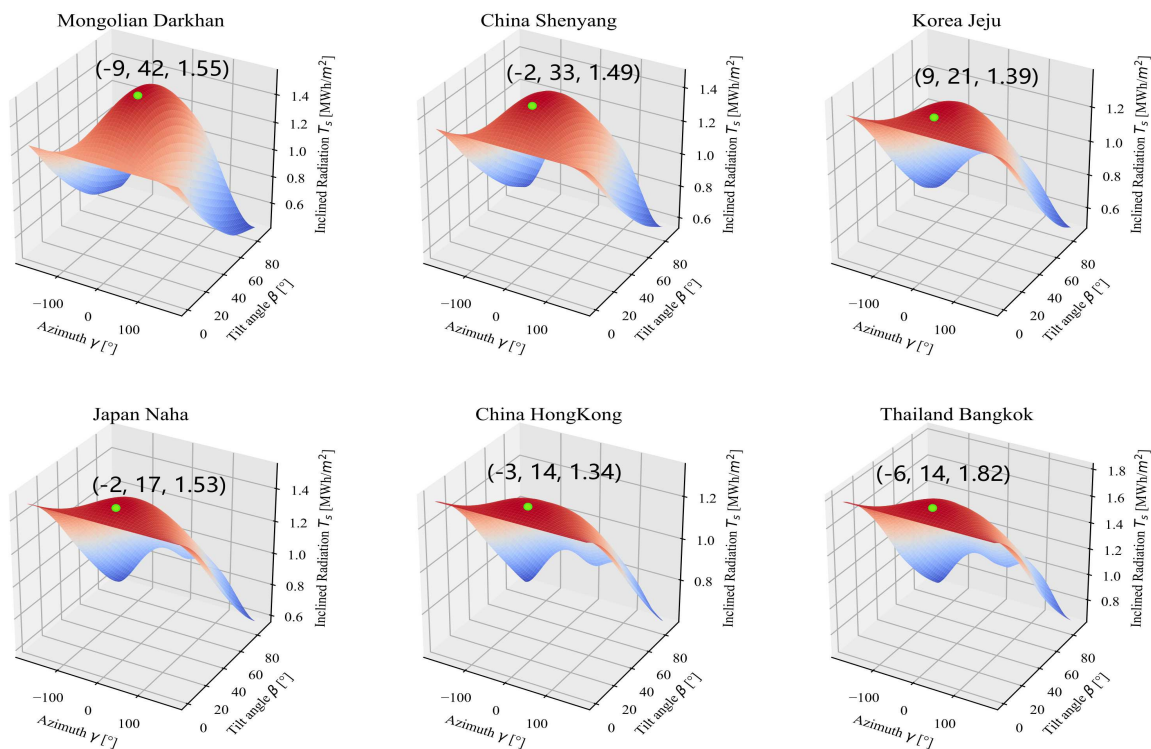 Mongolian Darkhan
(-9, 42, 1.55)
1.4
1.2
1.0
0.8
0.6
Inclined Radiation T_s [MWh/m²]
−100
0
100
Azimuth γ [°]
0
20
40
60
80
Tilt angle β [°]
China Shenyang
(-2, 33, 1.49)
1.4
1.2
1.0
0.8
0.6
Inclined Radiation T_s [MWh/m²]
−100
0
100
Azimuth γ [°]
0
20
40
60
80
Tilt angle β [°]
Korea Jeju
(9, 21, 1.39)
1.2
1.0
0.8
0.6
Inclined Radiation T_s [MWh/m²]
−100
0
100
Azimuth γ [°]
0
20
40
60
80
Tilt angle β [°]
Japan Naha
(-2, 17, 1.53)
1.4
1.2
1.0
0.8
0.6
Inclined Radiation T_s [MWh/m²]
−100
0
100
Azimuth γ [°]
0
20
40
60
80
Tilt angle β [°]
China HongKong
(-3, 14, 1.34)
1.2
1.0
0.8
Inclined Radiation T_s [MWh/m²]
−100
0
100
Azimuth γ [°]
0
20
40
60
80
Tilt angle β [°]
Thailand Bangkok
(-6, 14, 1.82)
1.8
1.6
1.4
1.2
1.0
0.8
Inclined Radiation T_s [MWh/m²]
−100
0
100
Azimuth γ [°]
0
20
40
60
80
Tilt angle β [°]